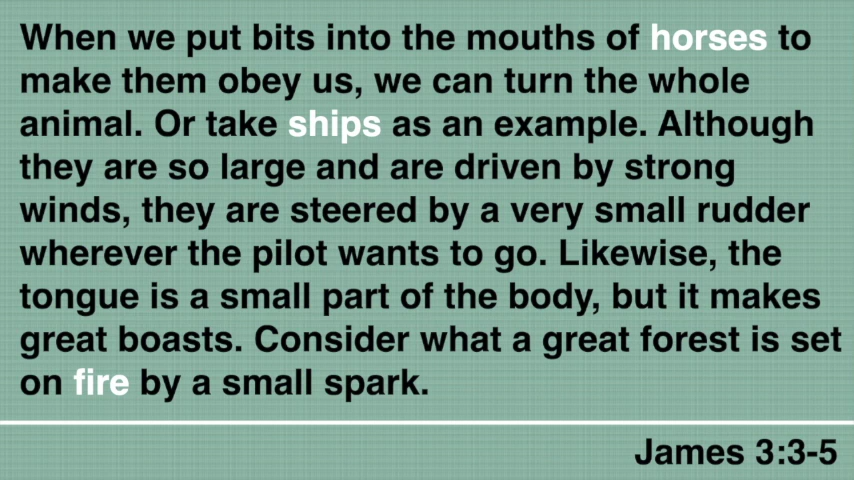 When we put bits into the mouths of horses to
make them obey us, we can turn the whole
animal. Or take ships as an example. Although
they are so large and are driven by strong
winds, they are steered by a very small rudder
wherever the pilot wants to go. Likewise, the
tongue is a small part of the body, but it makes
great boasts. Consider what a great forest is set
on fire by a small spark.
James 3:3-5